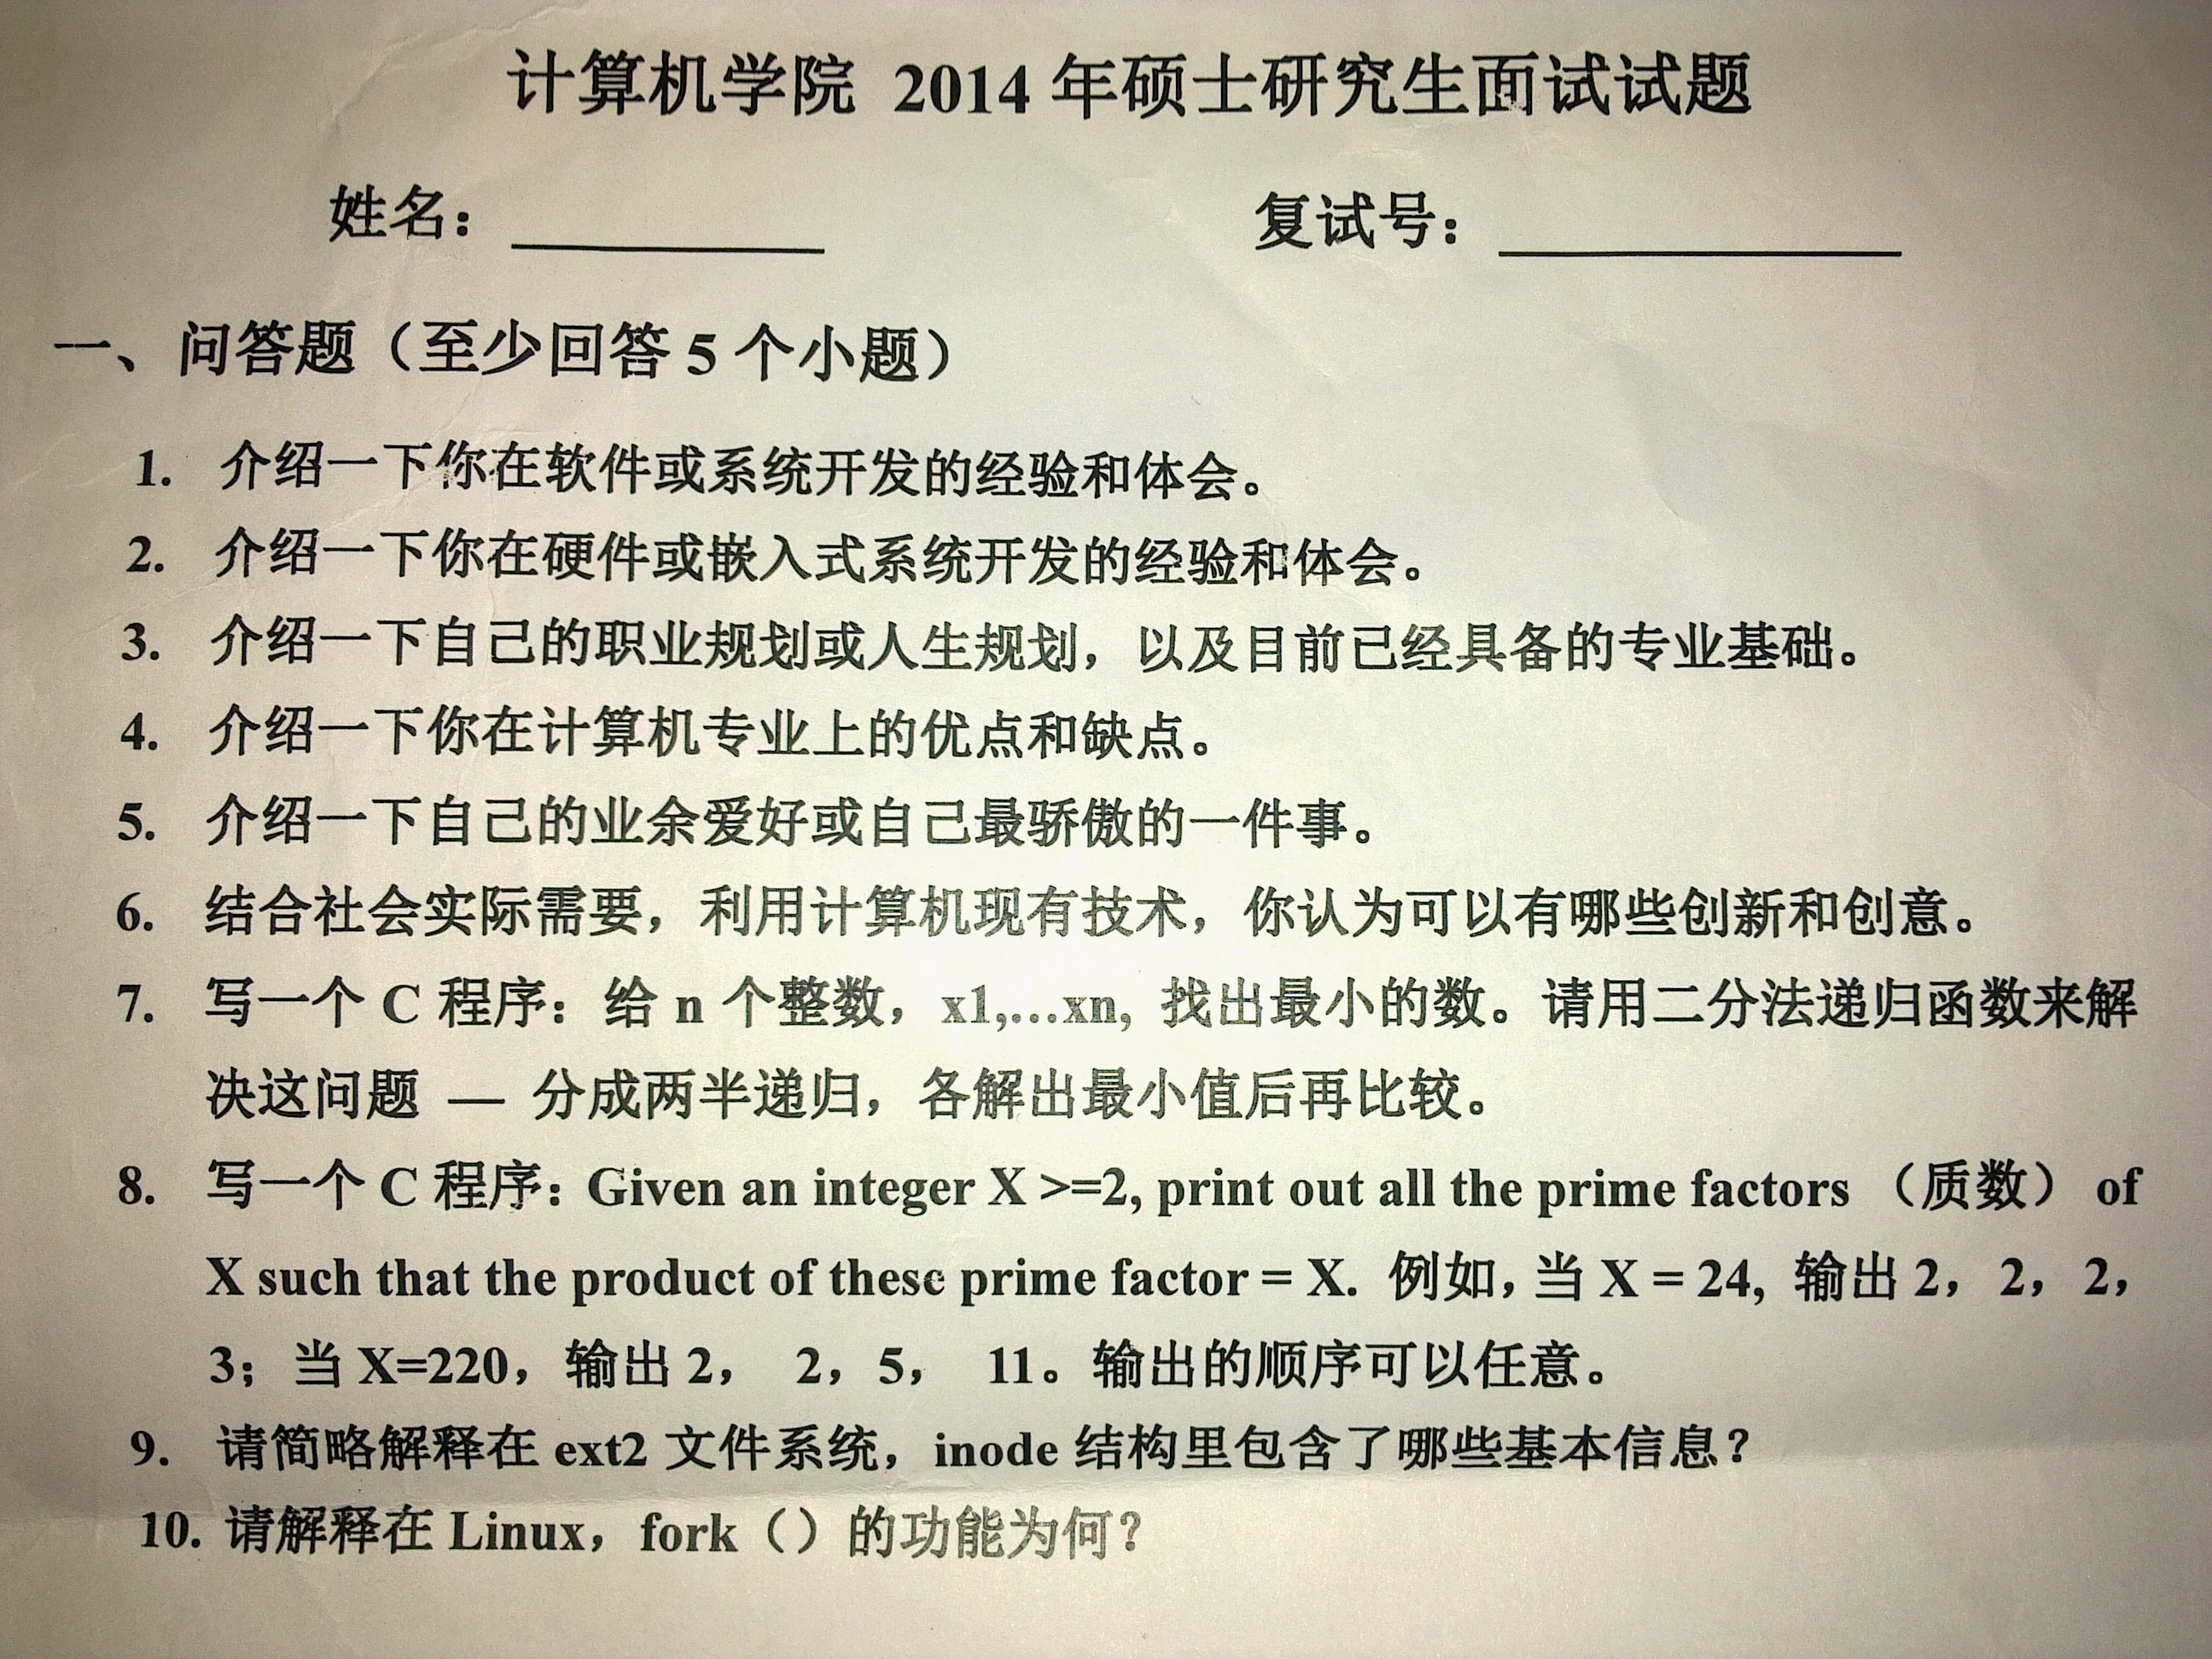 计算机学院 2014 年硕士研究生面试试题
姓名：__________ 复试号：_____________
一、问答题（至少回答 5 个小题）
1. 介绍一下你在软件或系统开发的经验和体会。
2. 介绍一下你在硬件或嵌入式系统开发的经验和体会。
3. 介绍一下自己的职业规划或人生规划，以及目前已经具备的专业基础。
4. 介绍一下你在计算机专业上的优点和缺点。
5. 介绍一下自己的业余爱好或自己最骄傲的一件事。
6. 结合社会实际需要，利用计算机现有技术，你认为可以有哪些创新和创意。
7. 写一个 C 程序：给 n 个整数，x1,...xn, 找出最小的数。请用二分法递归函数来解
决这问题 — 分成两半递归，各解出最小值后再比较。
8. 写一个 C 程序：Given an integer X >=2, print out all the prime factors （质数） of
X such that the product of these prime factor = X. 例如, 当 X = 24, 输出 2， 2， 2，
3；当 X=220，输出 2， 2，5， 11。输出的顺序可以任意。
9. 请简略解释在 ext2 文件系统，inode 结构里包含了哪些基本信息？
10. 请解释在 Linux，fork（）的功能为何？